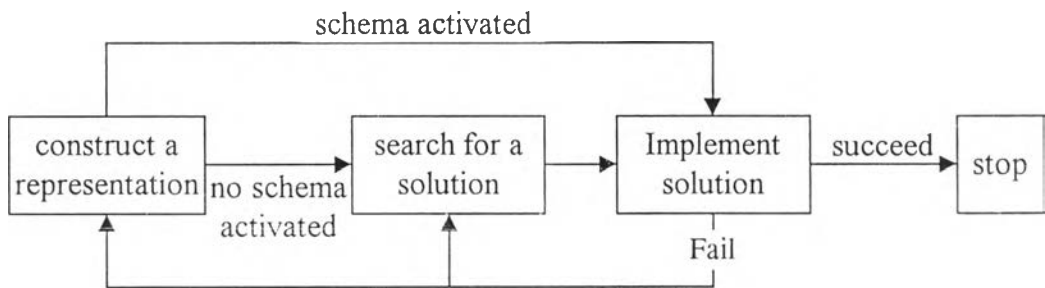 schema activated
construct a
representation
no schema
activated
search for a
solution
Implement
solution
succeed
stop
Fail